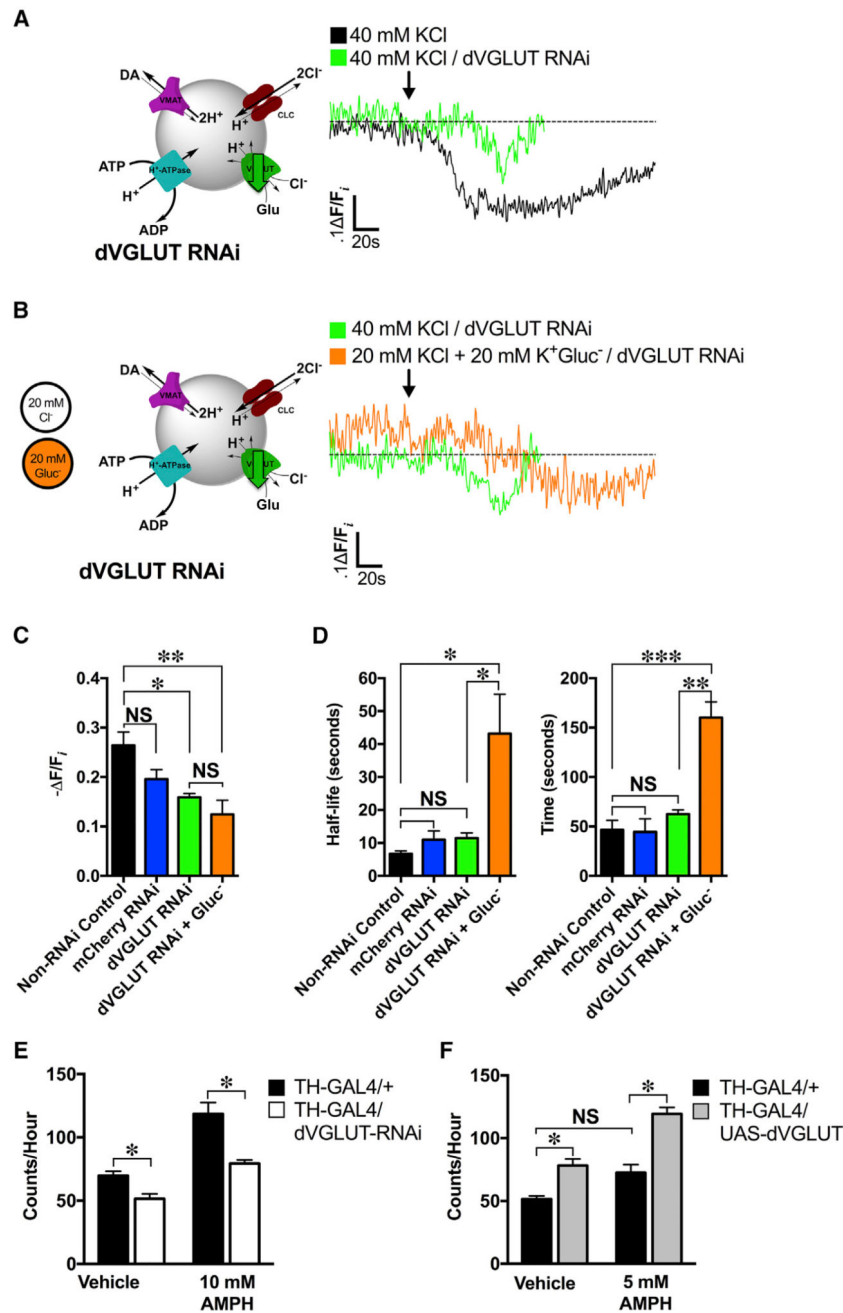 A
40 mM KCl
40 mM KCl / dVGLUT RNAi
DA
VMAT
2H⁺
2Cl⁻
H⁺
CLC
H⁺
ATP
H⁺-ATPase
H⁺
ADP
Cl⁻
Glu
dVGLUT RNAi
.1ΔF/Fi
20s
B
40 mM KCl / dVGLUT RNAi
20 mM KCl + 20 mM K⁺Gluc⁻ / dVGLUT RNAi
20 mM
Cl⁻
20 mM
Gluc⁻
DA
VMAT
2H⁺
2Cl⁻
H⁺
CLC
H⁺
ATP
H⁺-ATPase
H⁺
ADP
Cl⁻
Glu
dVGLUT RNAi
.1ΔF/Fi
20s
C
-ΔF/Fi
0.4
0.3
0.2
0.1
0.0
**
*
NS
NS
Non-RNAi Control
mCherry RNAi
dVGLUT RNAi
dVGLUT RNAi + Gluc⁻
D
Half-life (seconds)
60
50
40
30
20
10
0
*
*
NS
Non-RNAi Control
mCherry RNAi
dVGLUT RNAi
dVGLUT RNAi + Gluc⁻
Time (seconds)
200
150
100
50
0
***
**
NS
Non-RNAi Control
mCherry RNAi
dVGLUT RNAi
dVGLUT RNAi + Gluc⁻
E
Counts/Hour
150
100
50
0
*
*
Vehicle
10 mM
AMPH
TH-GAL4/+
TH-GAL4/
dVGLUT-RNAi
F
Counts/Hour
150
100
50
0
NS
*
*
Vehicle
5 mM
AMPH
TH-GAL4/+
TH-GAL4/
UAS-dVGLUT